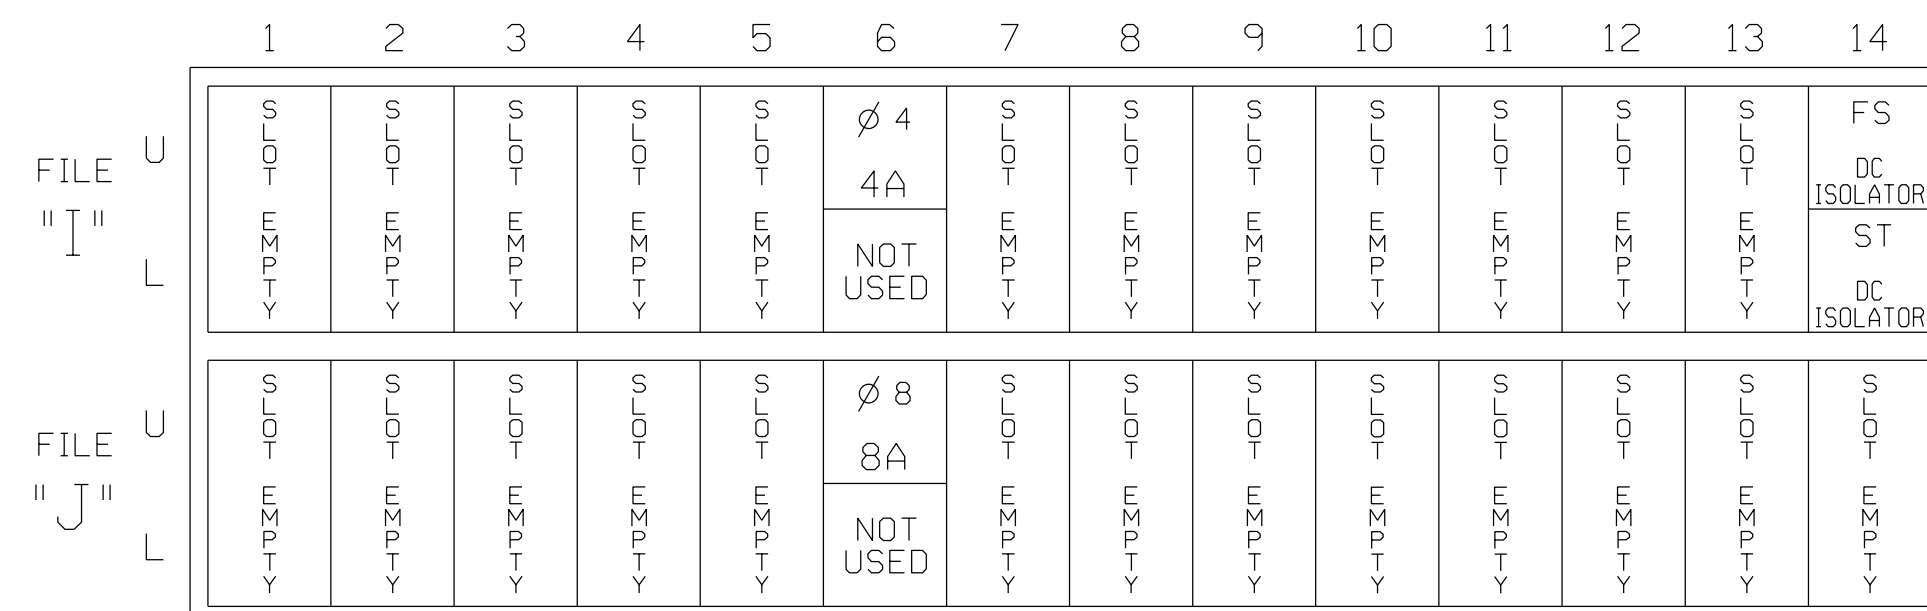 1 2 3 4 5 6 7 8 9 10 11 12 13 14
FILE
"I"
U
L
SLOT EMPTY
SLOT EMPTY
SLOT EMPTY
SLOT EMPTY
SLOT EMPTY
Ø 4
4A
NOT
USED
SLOT EMPTY
SLOT EMPTY
SLOT EMPTY
SLOT EMPTY
SLOT EMPTY
SLOT EMPTY
SLOT EMPTY
FS
DC
ISOLATOR
ST
DC
ISOLATOR
FILE
"J"
U
L
SLOT EMPTY
SLOT EMPTY
SLOT EMPTY
SLOT EMPTY
SLOT EMPTY
Ø 8
8A
NOT
USED
SLOT EMPTY
SLOT EMPTY
SLOT EMPTY
SLOT EMPTY
SLOT EMPTY
SLOT EMPTY
SLOT EMPTY
SLOT EMPTY